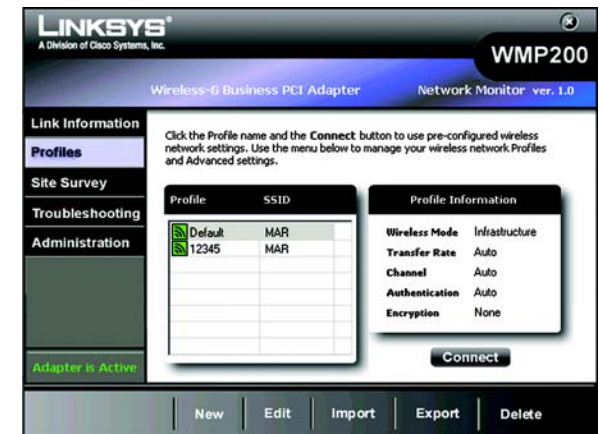 LINKSYS®
A Division of Cisco Systems, Inc.
WMP200
Wireless-G Business PCI Adapter
Network Monitor ver. 1.0
Link Information
Profiles
Site Survey
Troubleshooting
Administration
Adapter is Active
Click the Profile name and the Connect button to use pre-configured wireless
network settings. Use the menu below to manage your wireless network Profiles
and Advanced settings.
Profile SSID
Default MAR
12345 MAR
Profile Information
Wireless Mode Infrastructure
Transfer Rate Auto
Channel Auto
Authentication Auto
Encryption None
Connect
New Edit Import Export Delete